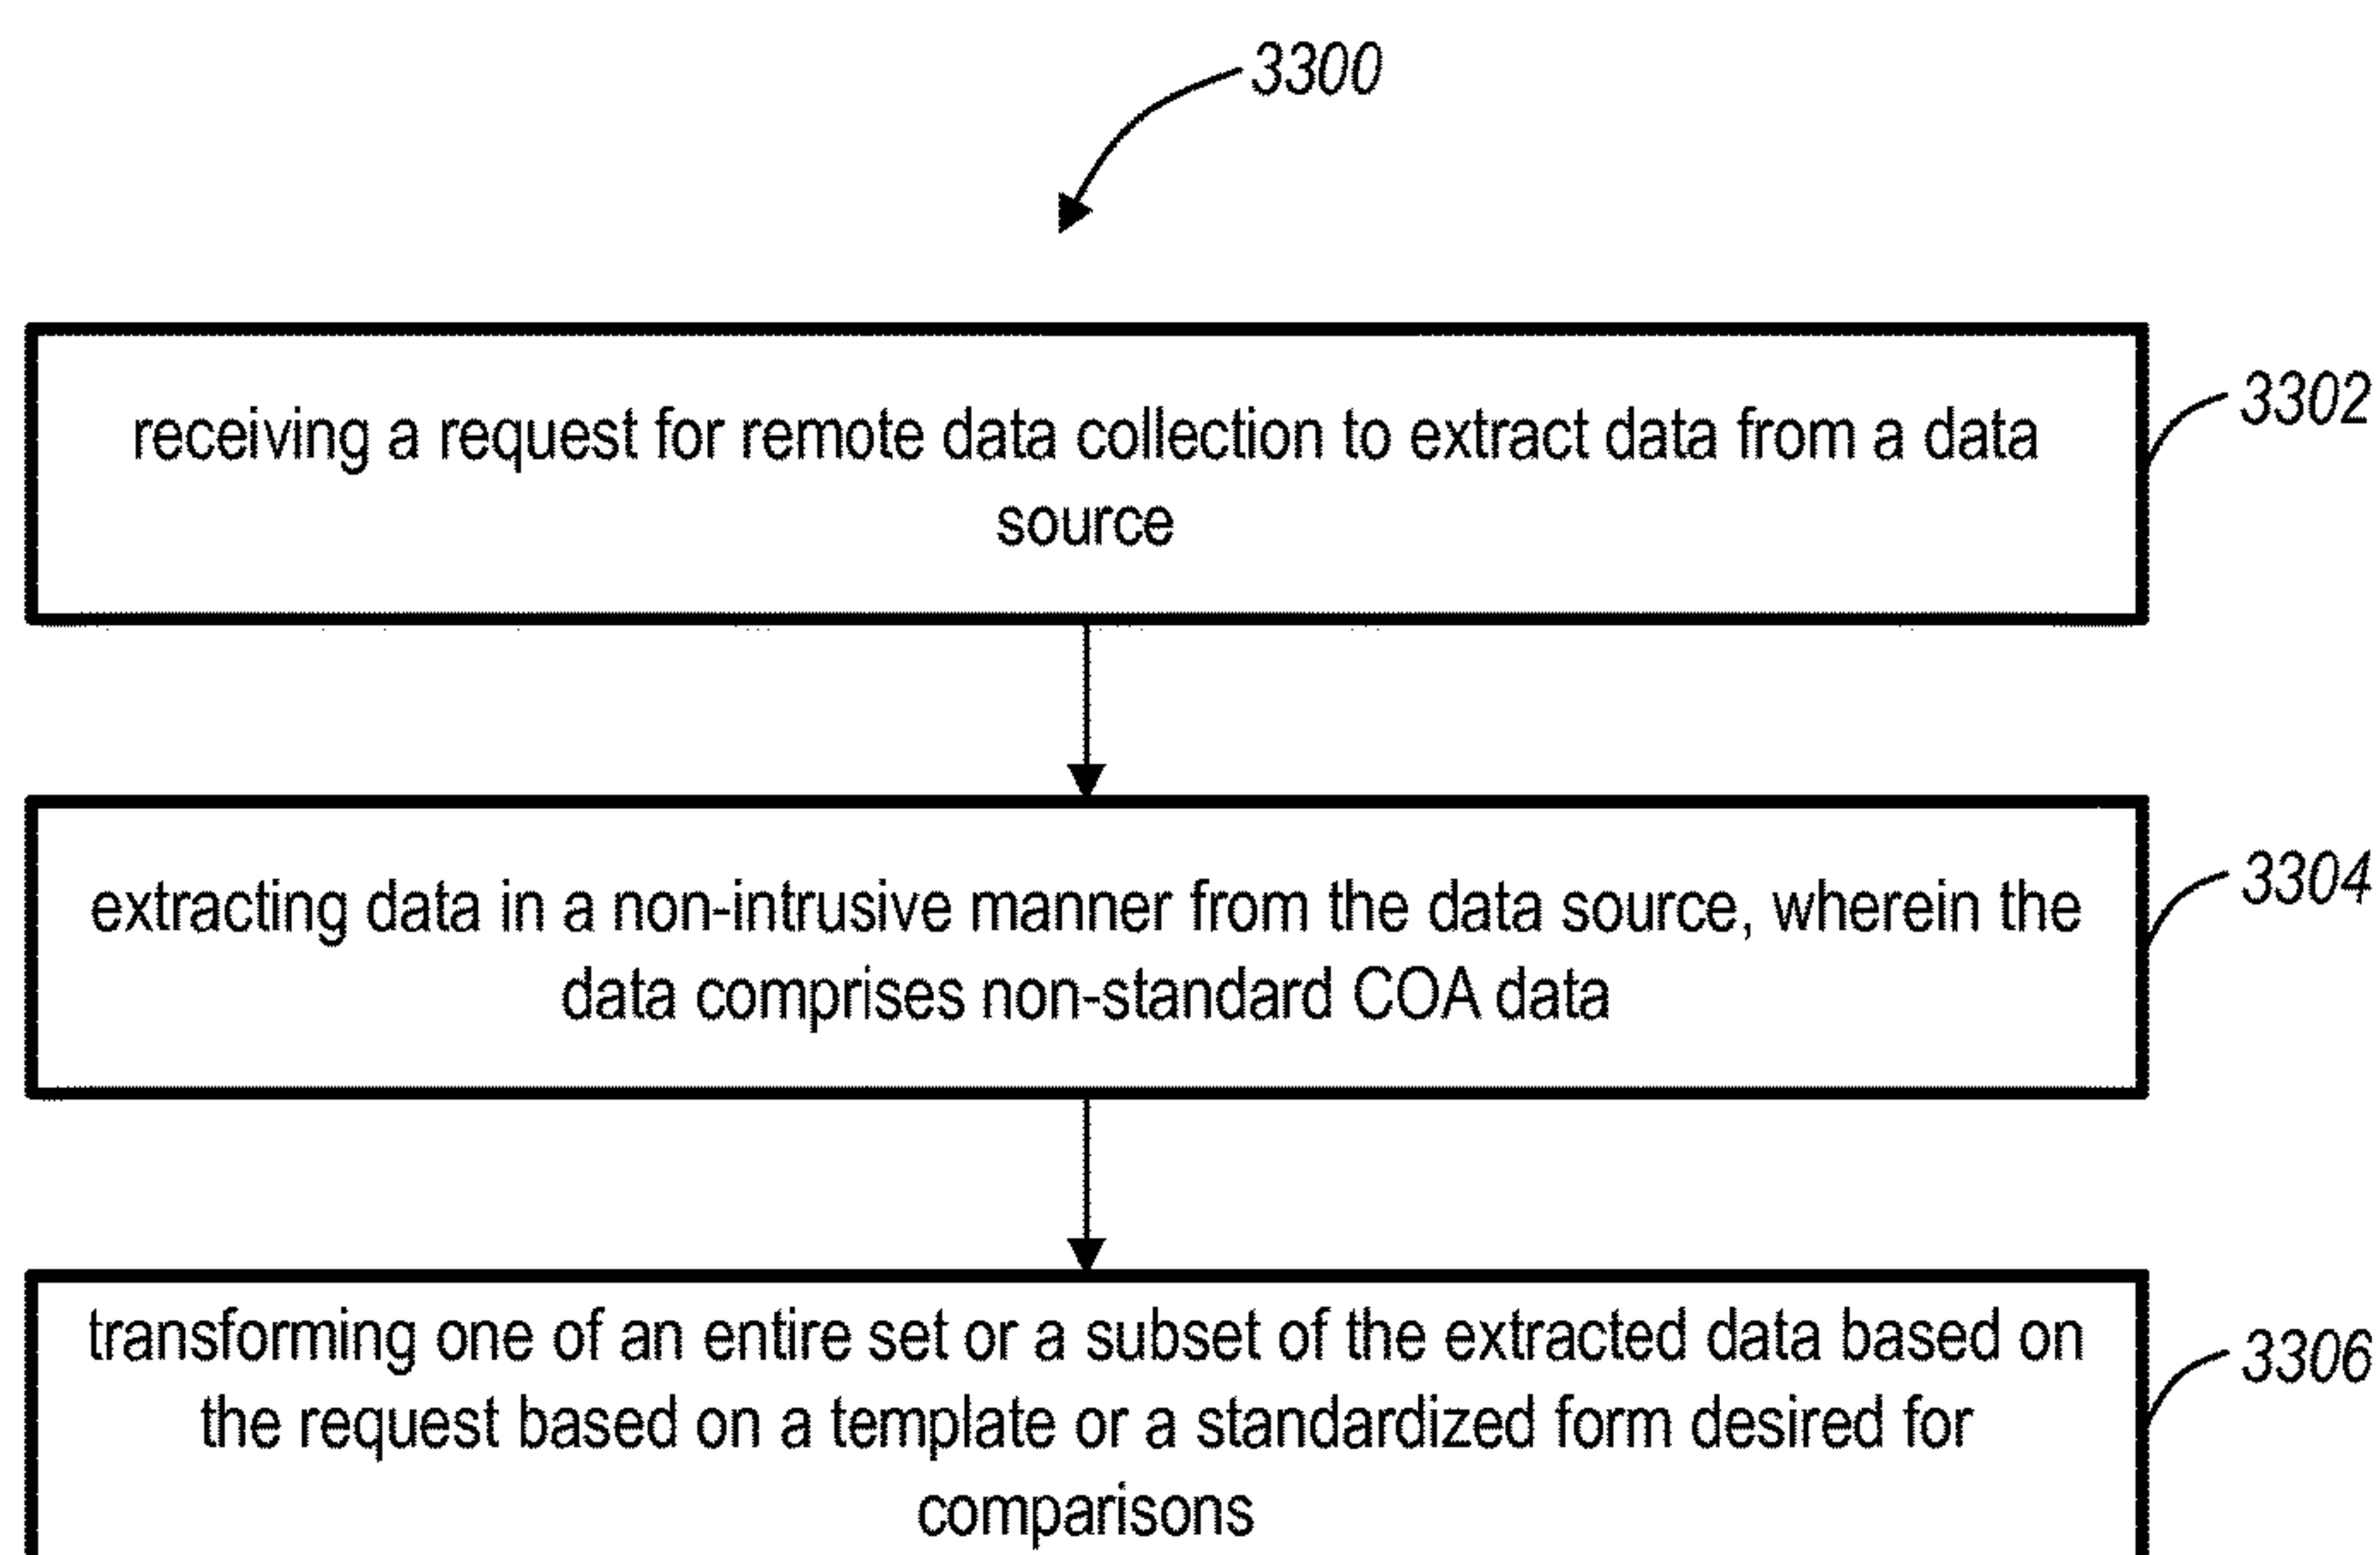 3300
receiving a request for remote data collection to extract data from a data
source
3302
extracting data in a non-intrusive manner from the data source, wherein the
data comprises non-standard COA data
3304
transforming one of an entire set or a subset of the extracted data based on
the request based on a template or a standardized form desired for
comparisons
3306